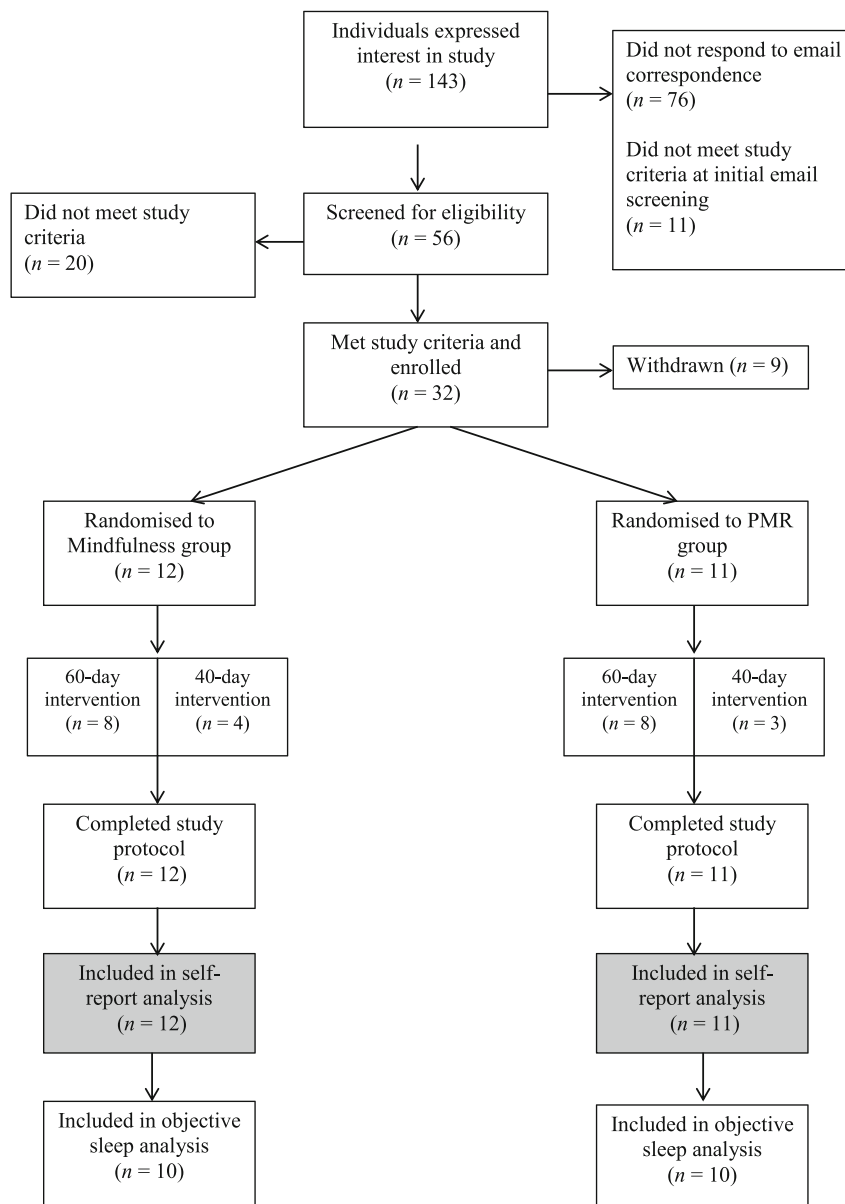 Individuals expressed
interest in study
(n = 143)
Did not respond to email
correspondence
(n = 76)
Did not meet study
criteria at initial email
screening
(n = 11)
Did not meet study
criteria
(n = 20)
Screened for eligibility
(n = 56)
Met study criteria and
enrolled
(n = 32)
Withdrawn (n = 9)
Randomised to
Mindfulness group
(n = 12)
Randomised to PMR
group
(n = 11)
60-day
intervention
(n = 8)
40-day
intervention
(n = 4)
60-day
intervention
(n = 8)
40-day
intervention
(n = 3)
Completed study
protocol
(n = 12)
Completed study
protocol
(n = 11)
Included in self-
report analysis
(n = 12)
Included in self-
report analysis
(n = 11)
Included in objective
sleep analysis
(n = 10)
Included in objective
sleep analysis
(n = 10)